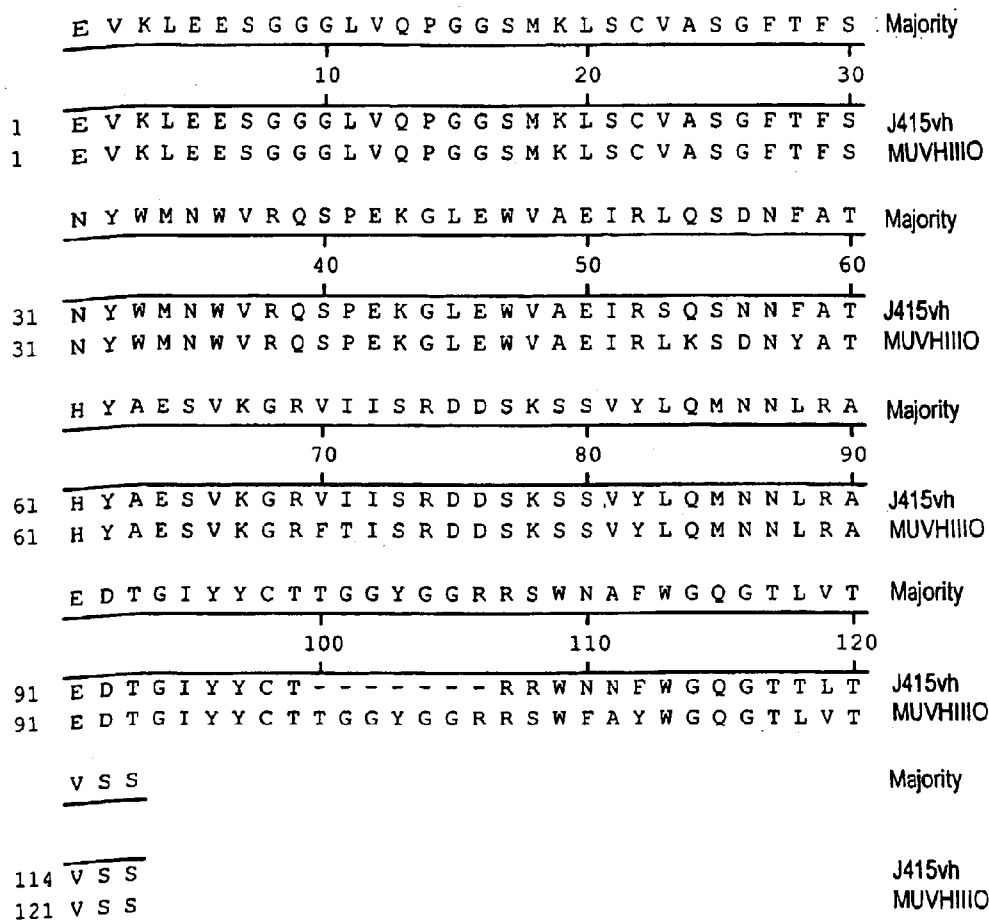 E V K L E E S G G G L V Q P G G S M K L S C V A S G F T F S Majority
10 20 30
1 E V K L E E S G G G L V Q P G G S M K L S C V A S G F T F S J415vh
1 E V K L E E S G G G L V Q P G G S M K L S C V A S G F T F S MUVHIIIO
N Y W M N W V R Q S P E K G L E W V A E I R L Q S D N F A T Majority
40 50 60
31 N Y W M N W V R Q S P E K G L E W V A E I R S Q S N N F A T J415vh
31 N Y W M N W V R Q S P E K G L E W V A E I R L K S D N Y A T MUVHIIIO
H Y A E S V K G R V I I S R D D S K S S V Y L Q M N N L R A Majority
70 80 90
61 H Y A E S V K G R V I I S R D D S K S S V Y L Q M N N L R A J415vh
61 H Y A E S V K G R F T I S R D D S K S S V Y L Q M N N L R A MUVHIIIO
E D T G I Y Y C T T G G Y G G R R S W N A F W G Q G T L V T Majority
100 110 120
91 E D T G I Y Y C T - - - - - - - R R W N N F W G Q G T T L T J415vh
91 E D T G I Y Y C T T G G Y G G R R S W F A Y W G Q G T L V T MUVHIIIO
V S S Majority
114 V S S J415vh
121 V S S MUVHIIIO